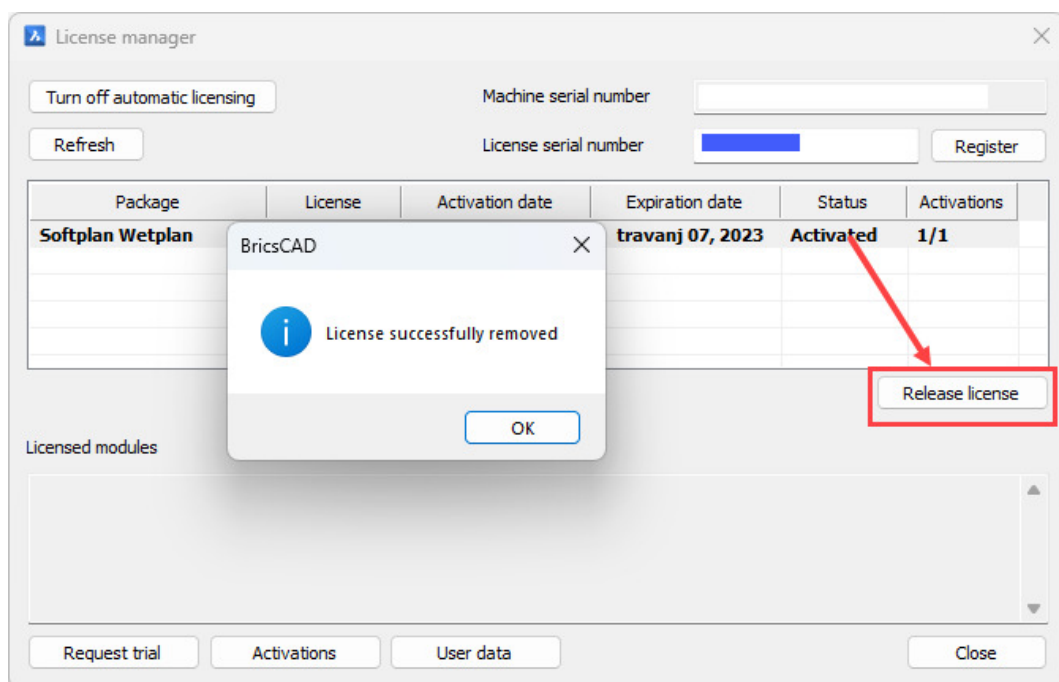 License manager
Turn off automatic licensing
Machine serial number
Refresh
License serial number
Register
Package License Activation date Expiration date Status Activations
Softplan Wetplan travanj 07, 2023 Activated 1/1
BricsCAD
License successfully removed
OK
Release license
Licensed modules
Request trial Activations User data Close